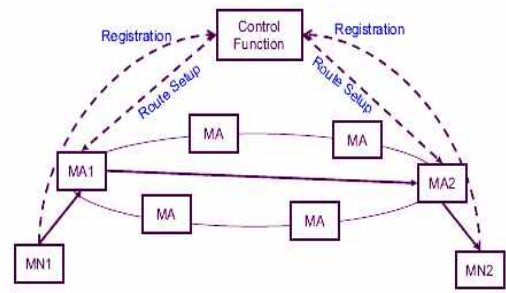 Registration
Control
Function
Registration
Route Setup
Route Setup
MA
MA
MA1
MA2
MA
MA
MN1
MN2